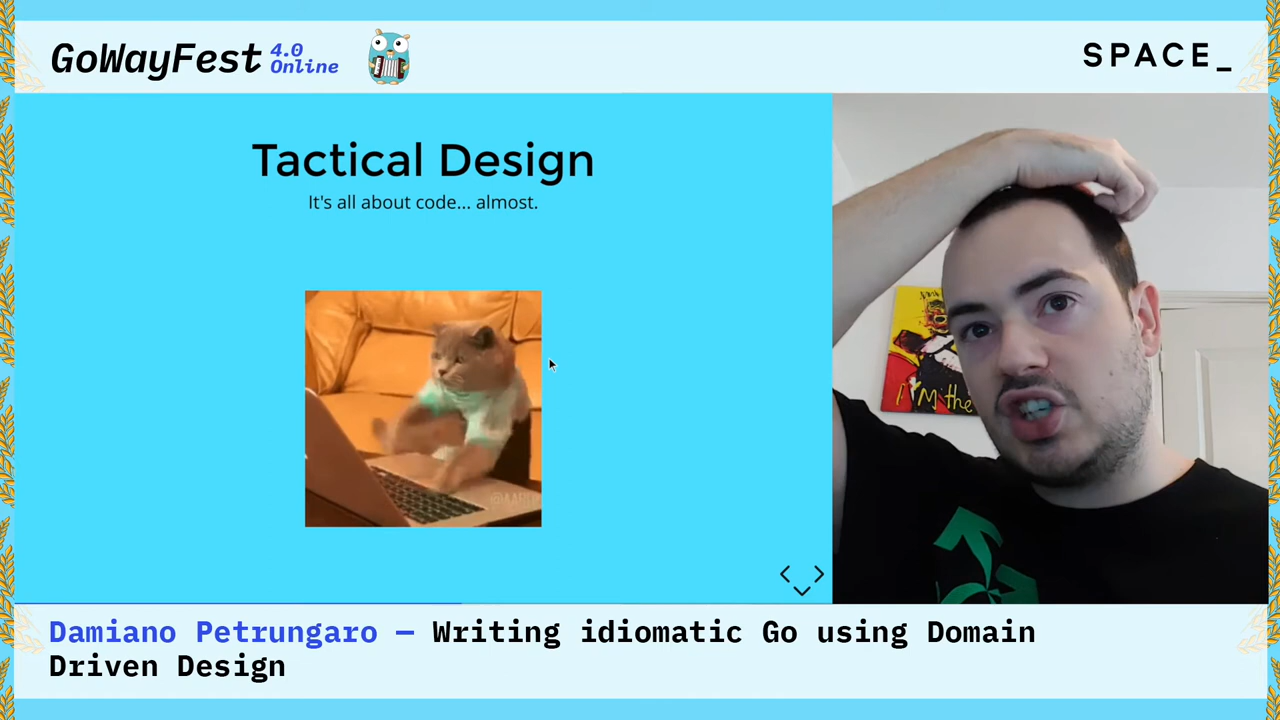 GoWayFest 4.0
Online
SPACE_
Tactical Design
It's all about code... almost.
I'M the
Damiano Petrungaro — Writing idiomatic Go using Domain
Driven Design